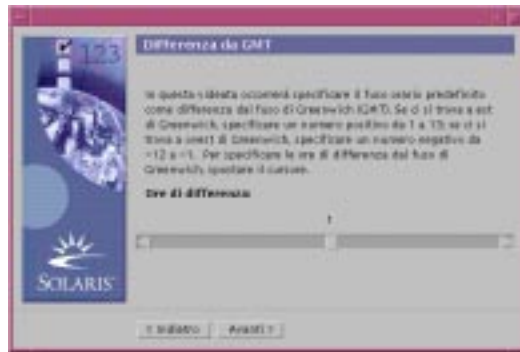 123
Differenza da GMT
In questa videata occorrerà specificare il fuso orario predefinito
come differenza dal fuso di Greenwich (GMT). Se ci si trova a est
di Greenwich, specificare un numero positivo da 1 a 13; se ci si
trova a ovest di Greenwich, specificare un numero negativo da
-12 a -1. Per specificare le ore di differenza dal fuso di
Greenwich, spostare il cursore.
Ore di differenza:
1
SOLARIS
< Indietro
Avanti >